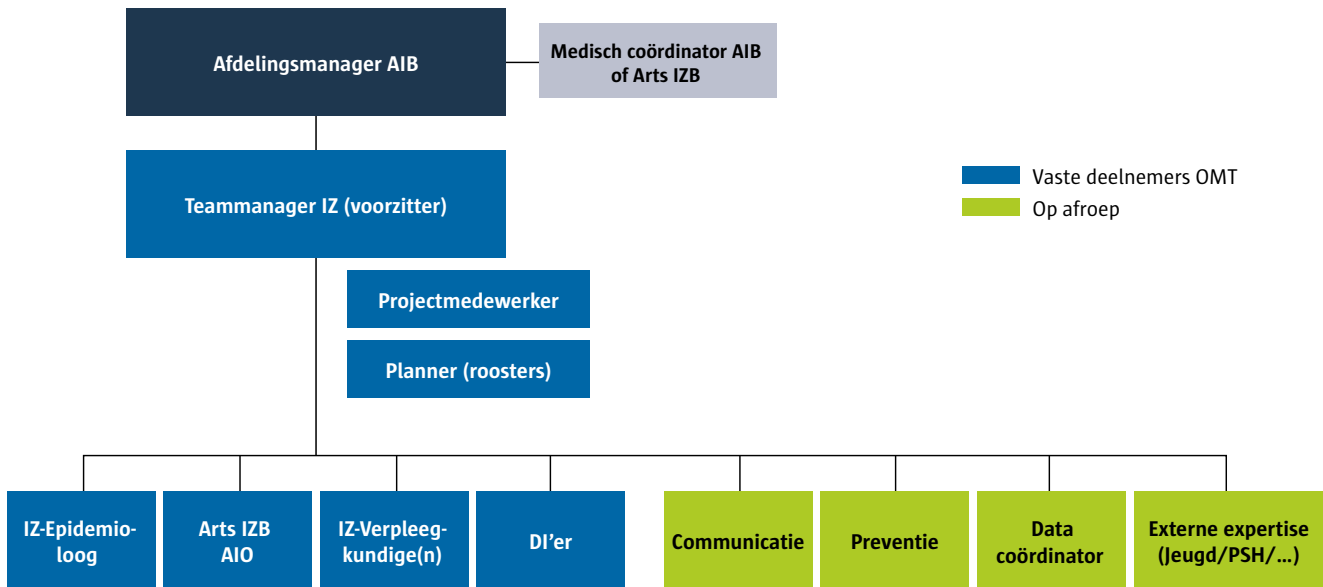 Afdelingsmanager AIB
Medisch coördinator AIB
of Arts IZB
Teammanager IZ (voorzitter)
Vaste deelnemers OMT
Op afroep
Projectmedewerker
Planner (roosters)
IZ-Epidemio-
loog
Arts IZB
AIO
IZ-Verpleeg-
kundige(n)
DI’er
Communicatie
Preventie
Data
coördinator
Externe expertise
(Jeugd/PSH/...)